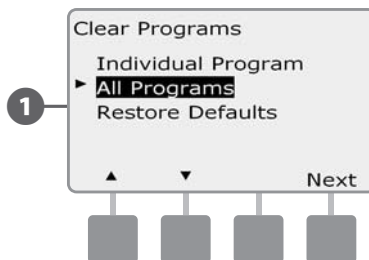 Clear Programs
Individual Program
► All Programs
Restore Defaults
▲ ▼ Next
1